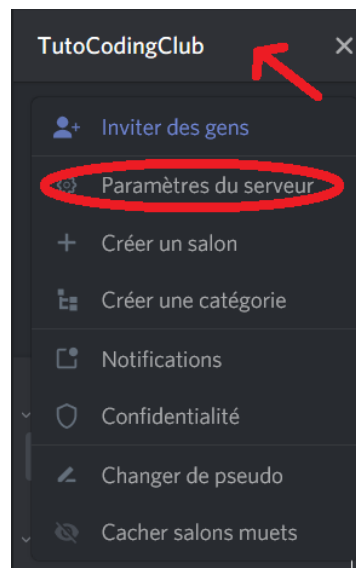 TutoCodingClub
Inviter des gens
Paramètres du serveur
Créer un salon
Créer une catégorie
Notifications
Confidentialité
Changer de pseudo
Cacher salons muets